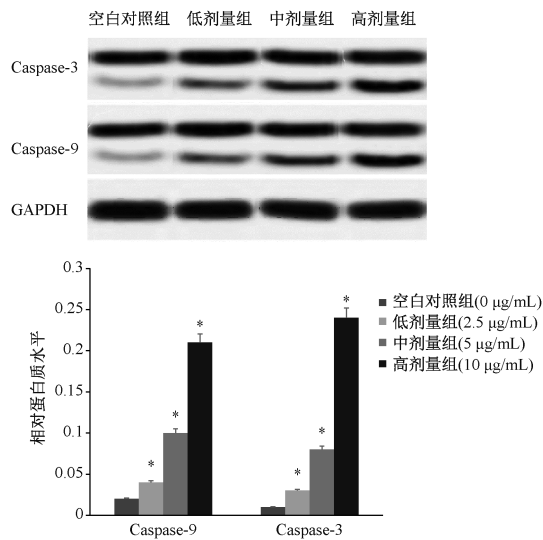 空白对照组 低剂量组 中剂量组 高剂量组
Caspase-3
Caspase-9
GAPDH
相对蛋白质水平
0.3
0.25
0.2
0.15
0.1
0.05
0
* * *
* * *
Caspase-9 Caspase-3
空白对照组(0 μg/mL)
低剂量组(2.5 μg/mL)
中剂量组(5 μg/mL)
高剂量组(10 μg/mL)